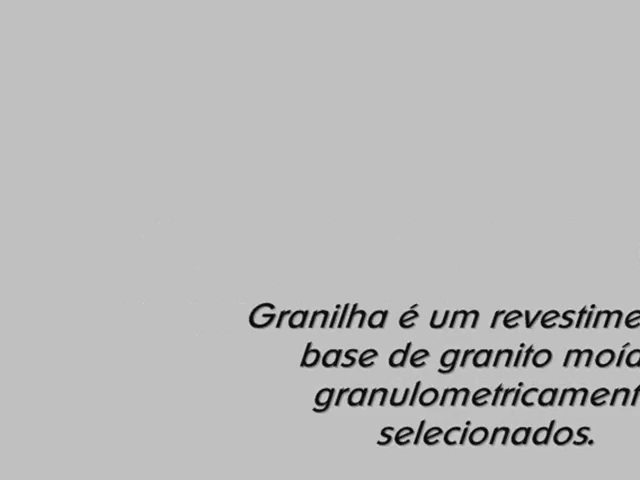 Granilha é um revestime
base de granito moíd
granulometricament
selecionados.